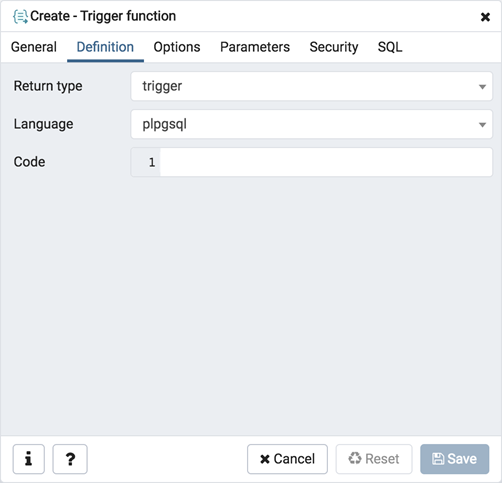 Create - Trigger function
General Definition Options Parameters Security SQL
Return type trigger
Language plpgsql
Code 1
i ? Cancel Reset Save